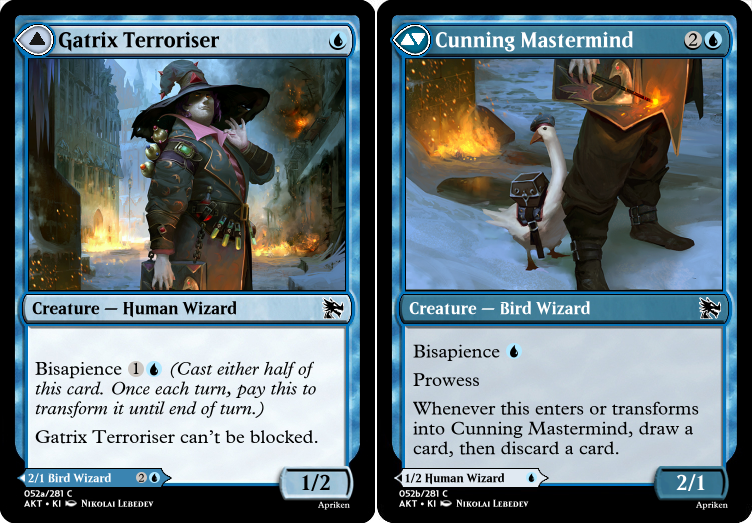 Gatrix Terroriser
Creature — Human Wizard
Bisapience 1 (Cast either half of
this card. Once each turn, pay this to
transform it until end of turn.)
Gatrix Terroriser can't be blocked.
2/1 Bird Wizard 2
1/2
052a/281 C
AKT • KI Nikolai Lebedev
Apriken
Cunning Mastermind 2
Creature — Bird Wizard
Bisapience
Prowess
Whenever this enters or transforms
into Cunning Mastermind, draw a
card, then discard a card.
1/2 Human Wizard
2/1
052b/281 C
AKT • KI Nikolai Lebedev
Apriken